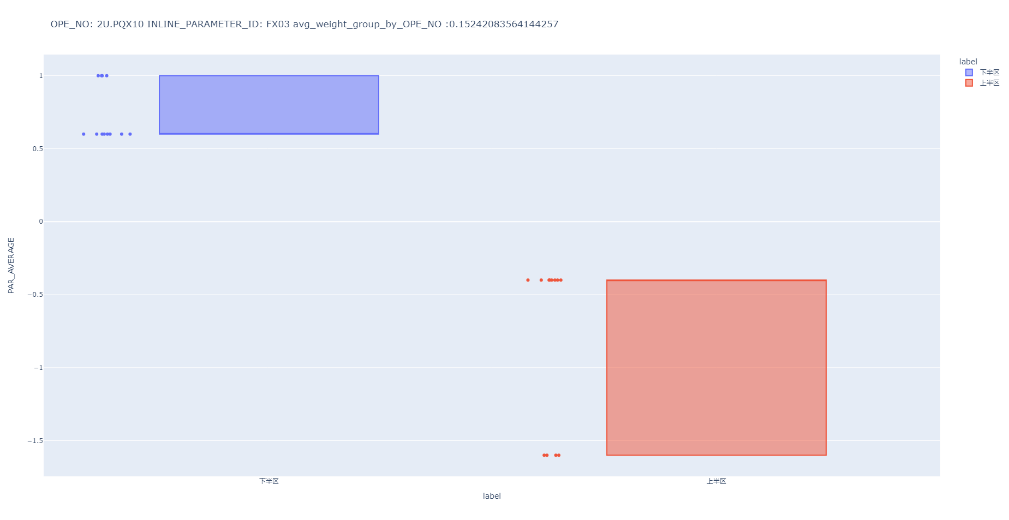 OPE_NO: 2U.PQX10 INLINE_PARAMETER_ID: FX03 avg_weight_group_by_OPE_NO :0.15242083564144257
label
下半区
上半区
1
0.5
0
−0.5
−1
−1.5
PAR_AVERAGE
下半区
上半区
label